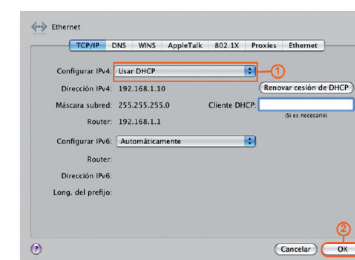 Ethernet
TCP/IP DNS WINS AppleTalk 802.1X Proxies Ethernet
Configurar IPv4: Usar DHCP 1
Dirección IPv4: 192.168.1.10 Renovar cesión de DHCP
Máscara subred: 255.255.255.0 Cliente DHCP:
(Si es necesario)
Router: 192.168.1.1
Configurar IPv6: Automáticamente
Router:
Dirección IPv6:
Long. del prefijo:
2
? Cancelar OK